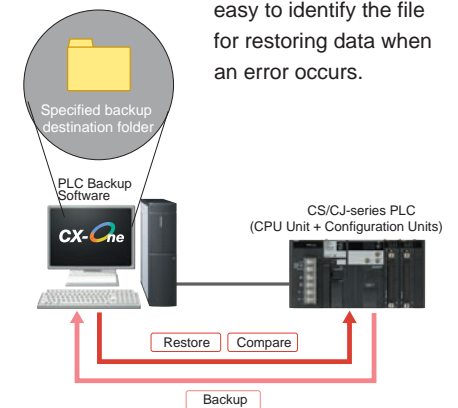 easy to identify the file
for restoring data when
an error occurs.
Specified backup
destination folder
PLC Backup
Software
CX-One
CS/CJ-series PLC
(CPU Unit + Configuration Units)
Restore
Compare
Backup